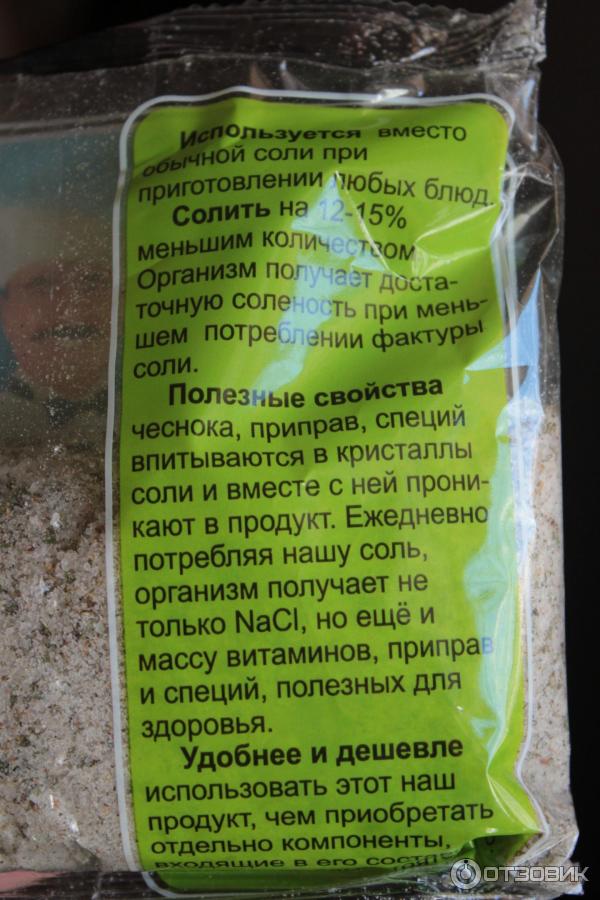 Используется вместо
обычной соли при
приготовлении любых блюд.
Солить на 12-15%
меньшим количеством
Организм получает доста-
точную соленость при мень-
шем потреблении фактуры
соли.
Полезные свойства
чеснока, приправ, специй
впитываются в кристаллы
соли и вместе с ней прони-
кают в продукт. Ежедневно
потребляя нашу соль,
организм получает не
только NaCl, но ещё и
массу витаминов, приправ
и специй, полезных для
здоровья.
Удобнее и дешевле
использовать этот наш
продукт, чем приобретать
отдельно компоненты,
входящие в его состав
ОТЗОВИК